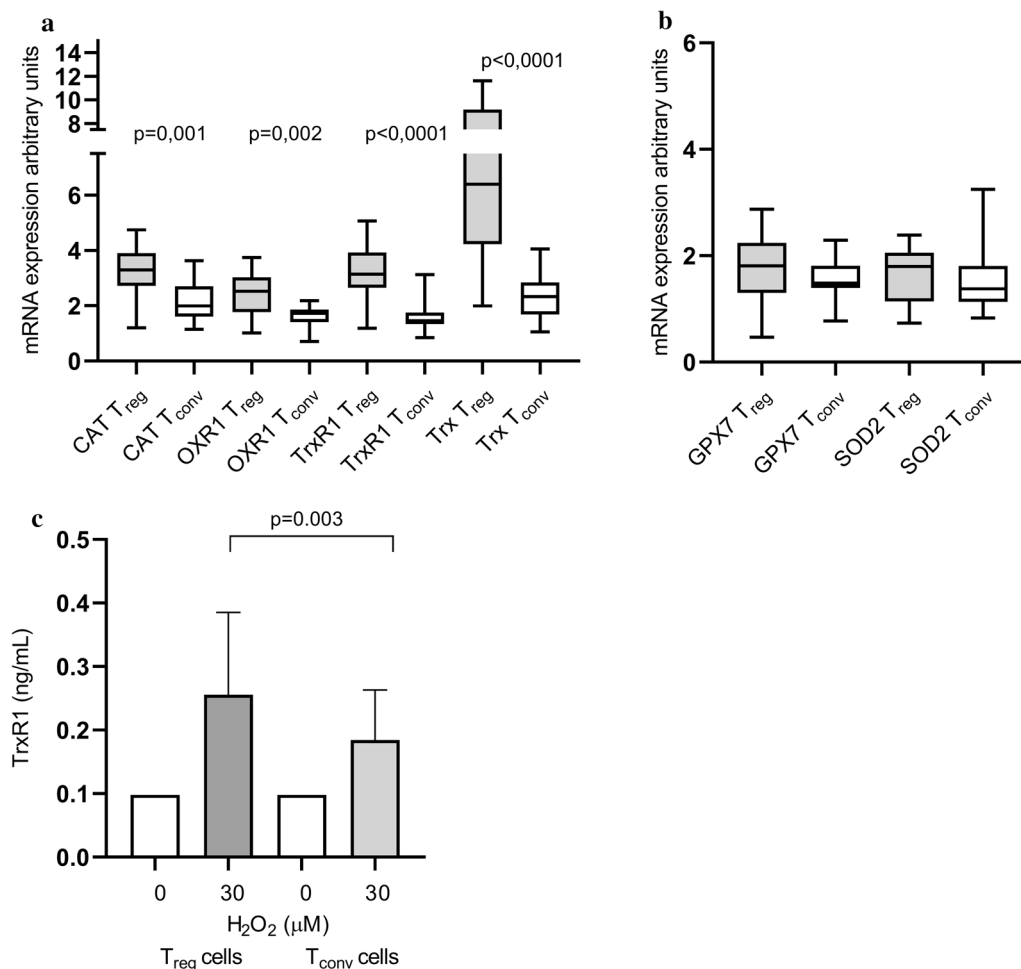 a
mRNA expression arbitrary units
14
12
10
8
6
4
2
0
p=0,001
p=0,002
p<0,0001
p<0,0001
CAT Treg
CAT Tconv
OXR1 Treg
OXR1 Tconv
TrxR1 Treg
TrxR1 Tconv
Trx Treg
Trx Tconv
b
mRNA expression arbitrary units
6
4
2
0
GPX7 Treg
GPX7 Tconv
SOD2 Treg
SOD2 Tconv
c
p=0.003
TrxR1 (ng/mL)
0.5
0.4
0.3
0.2
0.1
0.0
0 30 0 30
H2O2 (μM)
Treg cells Tconv cells